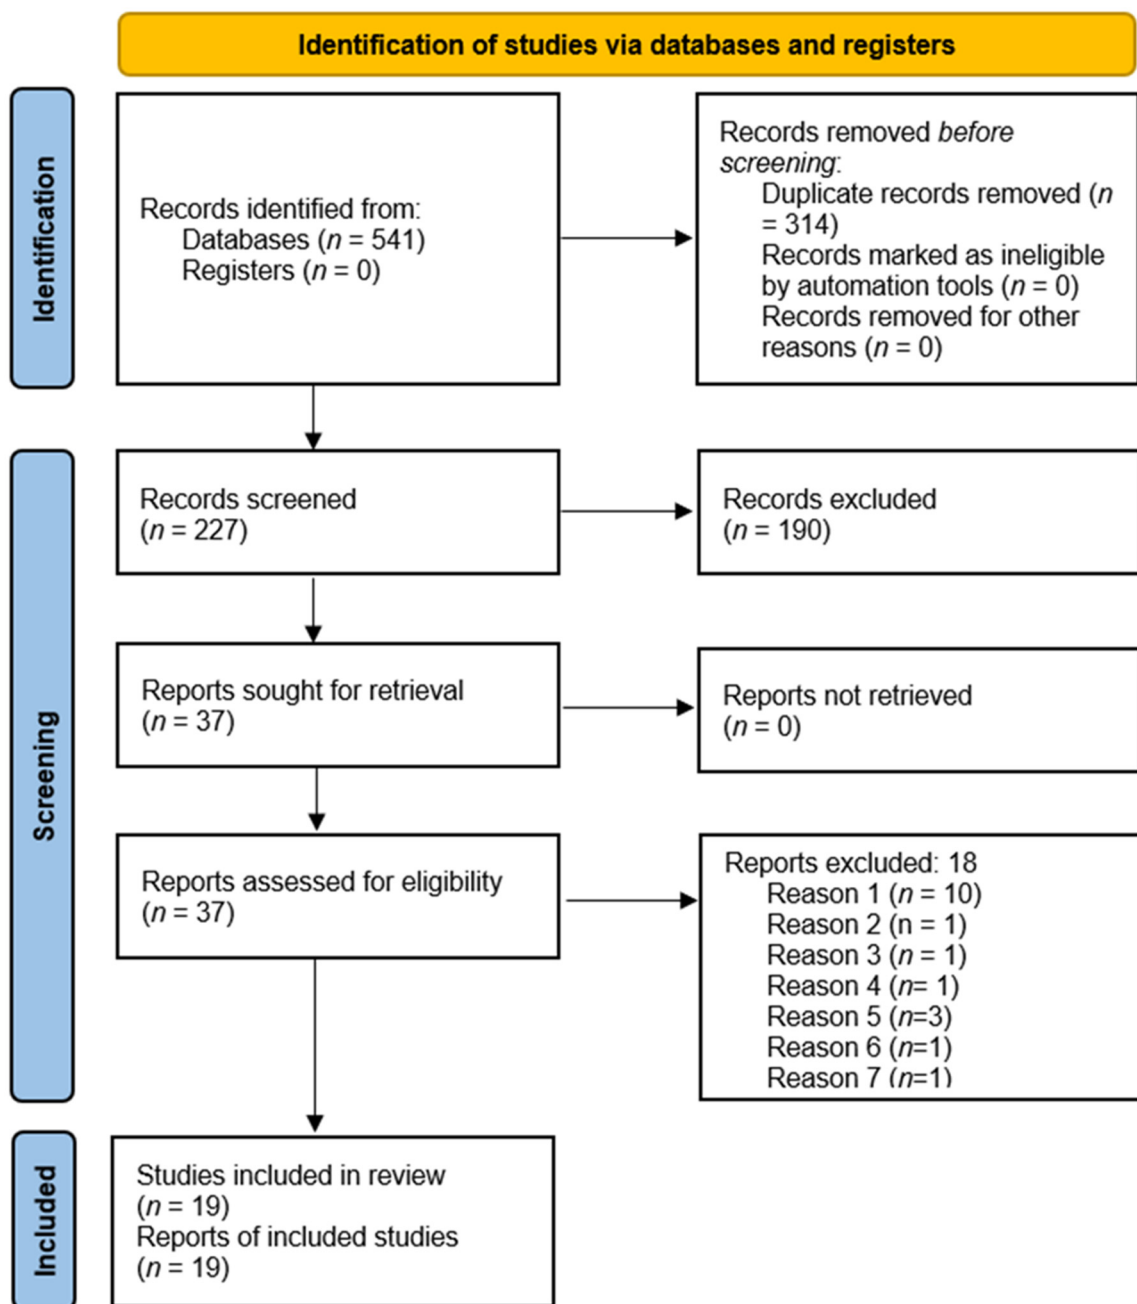 Identification of studies via databases and registers
Identification
Records identified from:
Databases (n = 541)
Registers (n = 0)
Records removed before
screening:
Duplicate records removed (n
= 314)
Records marked as ineligible
by automation tools (n = 0)
Records removed for other
reasons (n = 0)
Screening
Records screened
(n = 227)
Records excluded
(n = 190)
Reports sought for retrieval
(n = 37)
Reports not retrieved
(n = 0)
Reports assessed for eligibility
(n = 37)
Reports excluded: 18
Reason 1 (n = 10)
Reason 2 (n = 1)
Reason 3 (n = 1)
Reason 4 (n= 1)
Reason 5 (n=3)
Reason 6 (n=1)
Reason 7 (n=1)
Included
Studies included in review
(n = 19)
Reports of included studies
(n = 19)